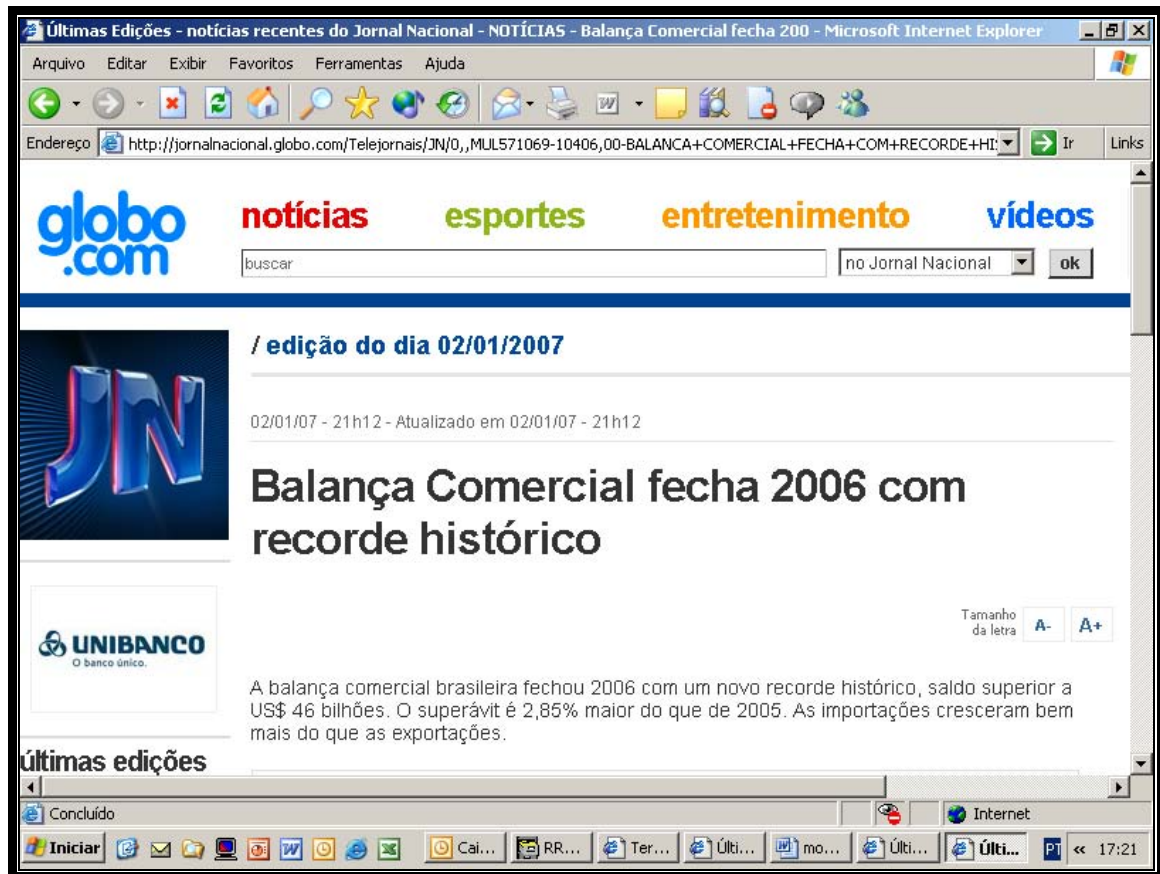 Últimas Edições - notícias recentes do Jornal Nacional - NOTÍCIAS - Balança Comercial fecha 200 - Microsoft Internet Explorer
Arquivo Editar Exibir Favoritos Ferramentas Ajuda
Endereço http://jornalnacional.globo.com/Telejornais/JN/0,,MUL571069-10406,00-BALANCA+COMERCIAL+FECHA+COM+RECORDE+HI: Ir Links
globo
.com
notícias esportes entretenimento vídeos
buscar no Jornal Nacional ok
JN
/ edição do dia 02/01/2007
02/01/07 - 21h12 - Atualizado em 02/01/07 - 21h12
Balança Comercial fecha 2006 com
recorde histórico
Tamanho
da letra A- A+
UNIBANCO
O banco único.
A balança comercial brasileira fechou 2006 com um novo recorde histórico, saldo superior a
US$ 46 bilhões. O superávit é 2,85% maior do que de 2005. As importações cresceram bem
mais do que as exportações.
últimas edições
Concluído Internet
Iniciar Cai... RR... Ter... Últi... mo... Últi... Últi... PT « 17:21